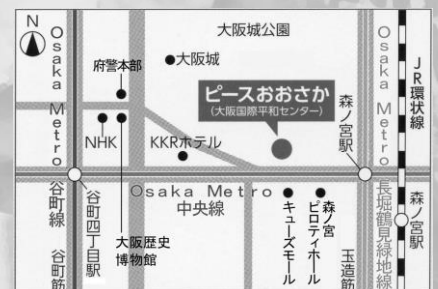 N
Osaka Metro
谷町線
大阪城公園
大阪城
府警本部
ピースおおさか
(大阪国際平和センター)
NHK
KKRホテル
Osaka Metro
長堀鶴見緑地線
JR環状線
森ノ宮駅
森ノ宮駅
Osaka Metro
中央線
谷町四丁目駅
谷町筋
大阪歴史
博物館
キューズモール
森ノ宮
ピロティホール
玉造筋